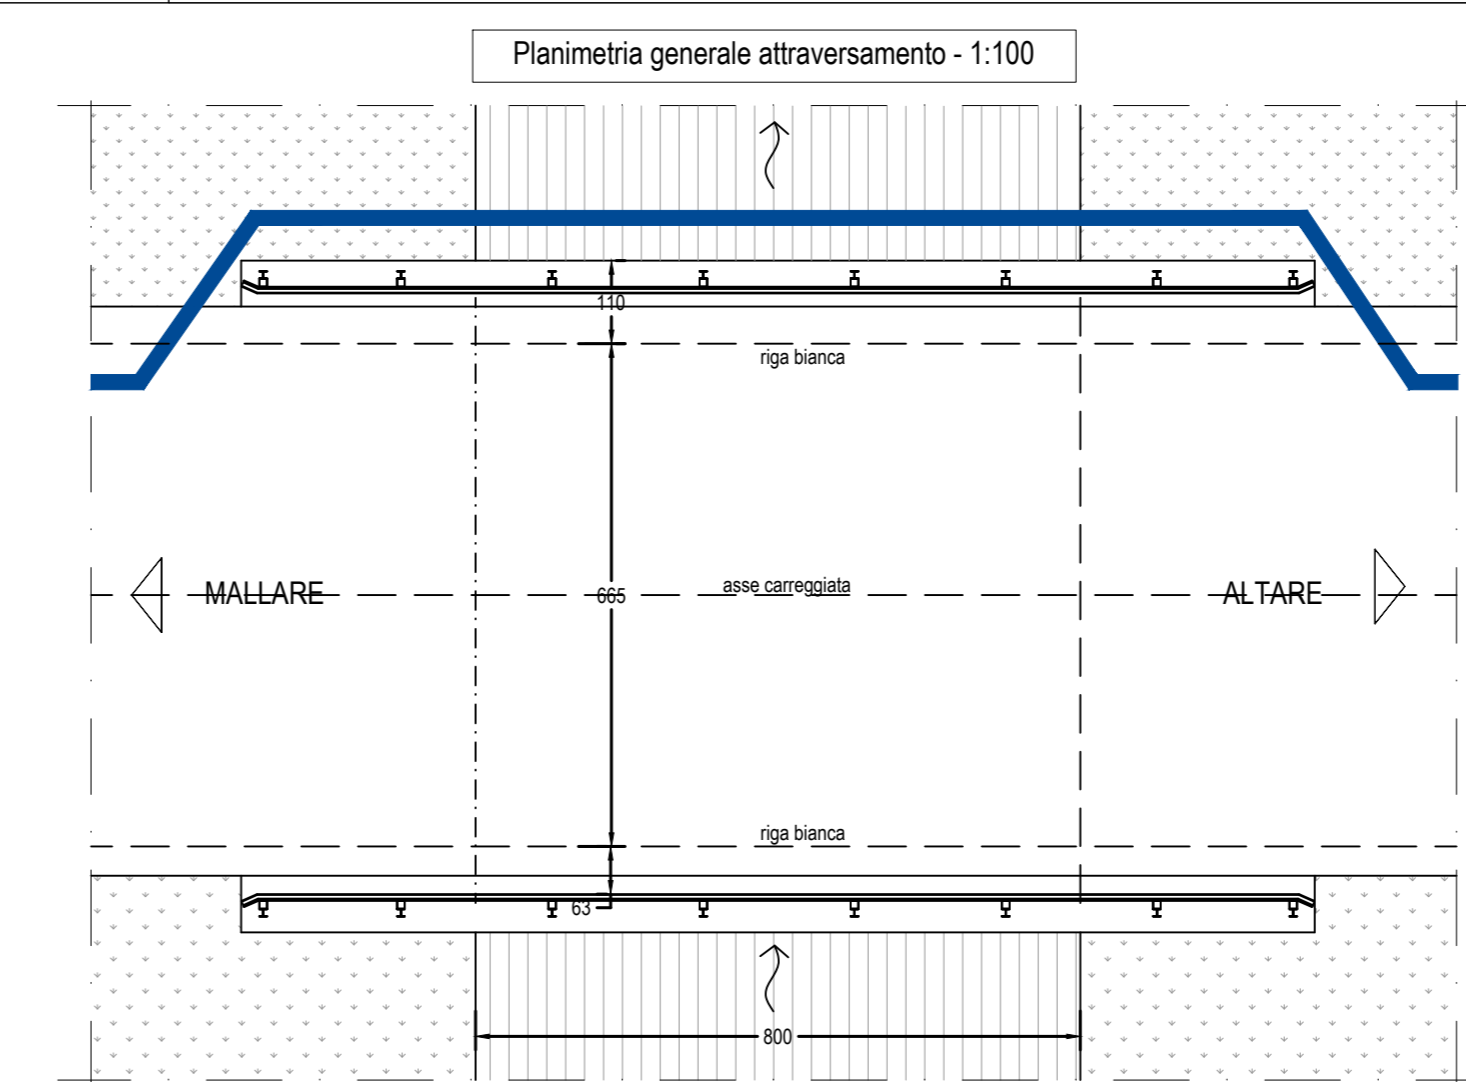 Planimetria generale attraversamento - 1:100
110
riga bianca
MALLARE
665
asse carreggiata
ALTARE
riga bianca
63
800